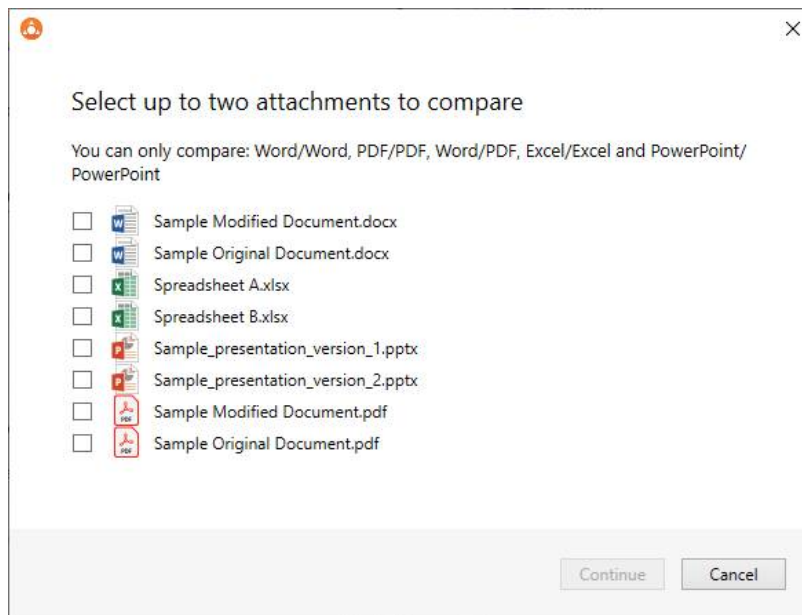 Select up to two attachments to compare
You can only compare: Word/Word, PDF/PDF, Word/PDF, Excel/Excel and PowerPoint/
PowerPoint
Sample Modified Document.docx
Sample Original Document.docx
Spreadsheet A.xlsx
Spreadsheet B.xlsx
Sample_presentation_version_1.pptx
Sample_presentation_version_2.pptx
Sample Modified Document.pdf
Sample Original Document.pdf
Continue
Cancel